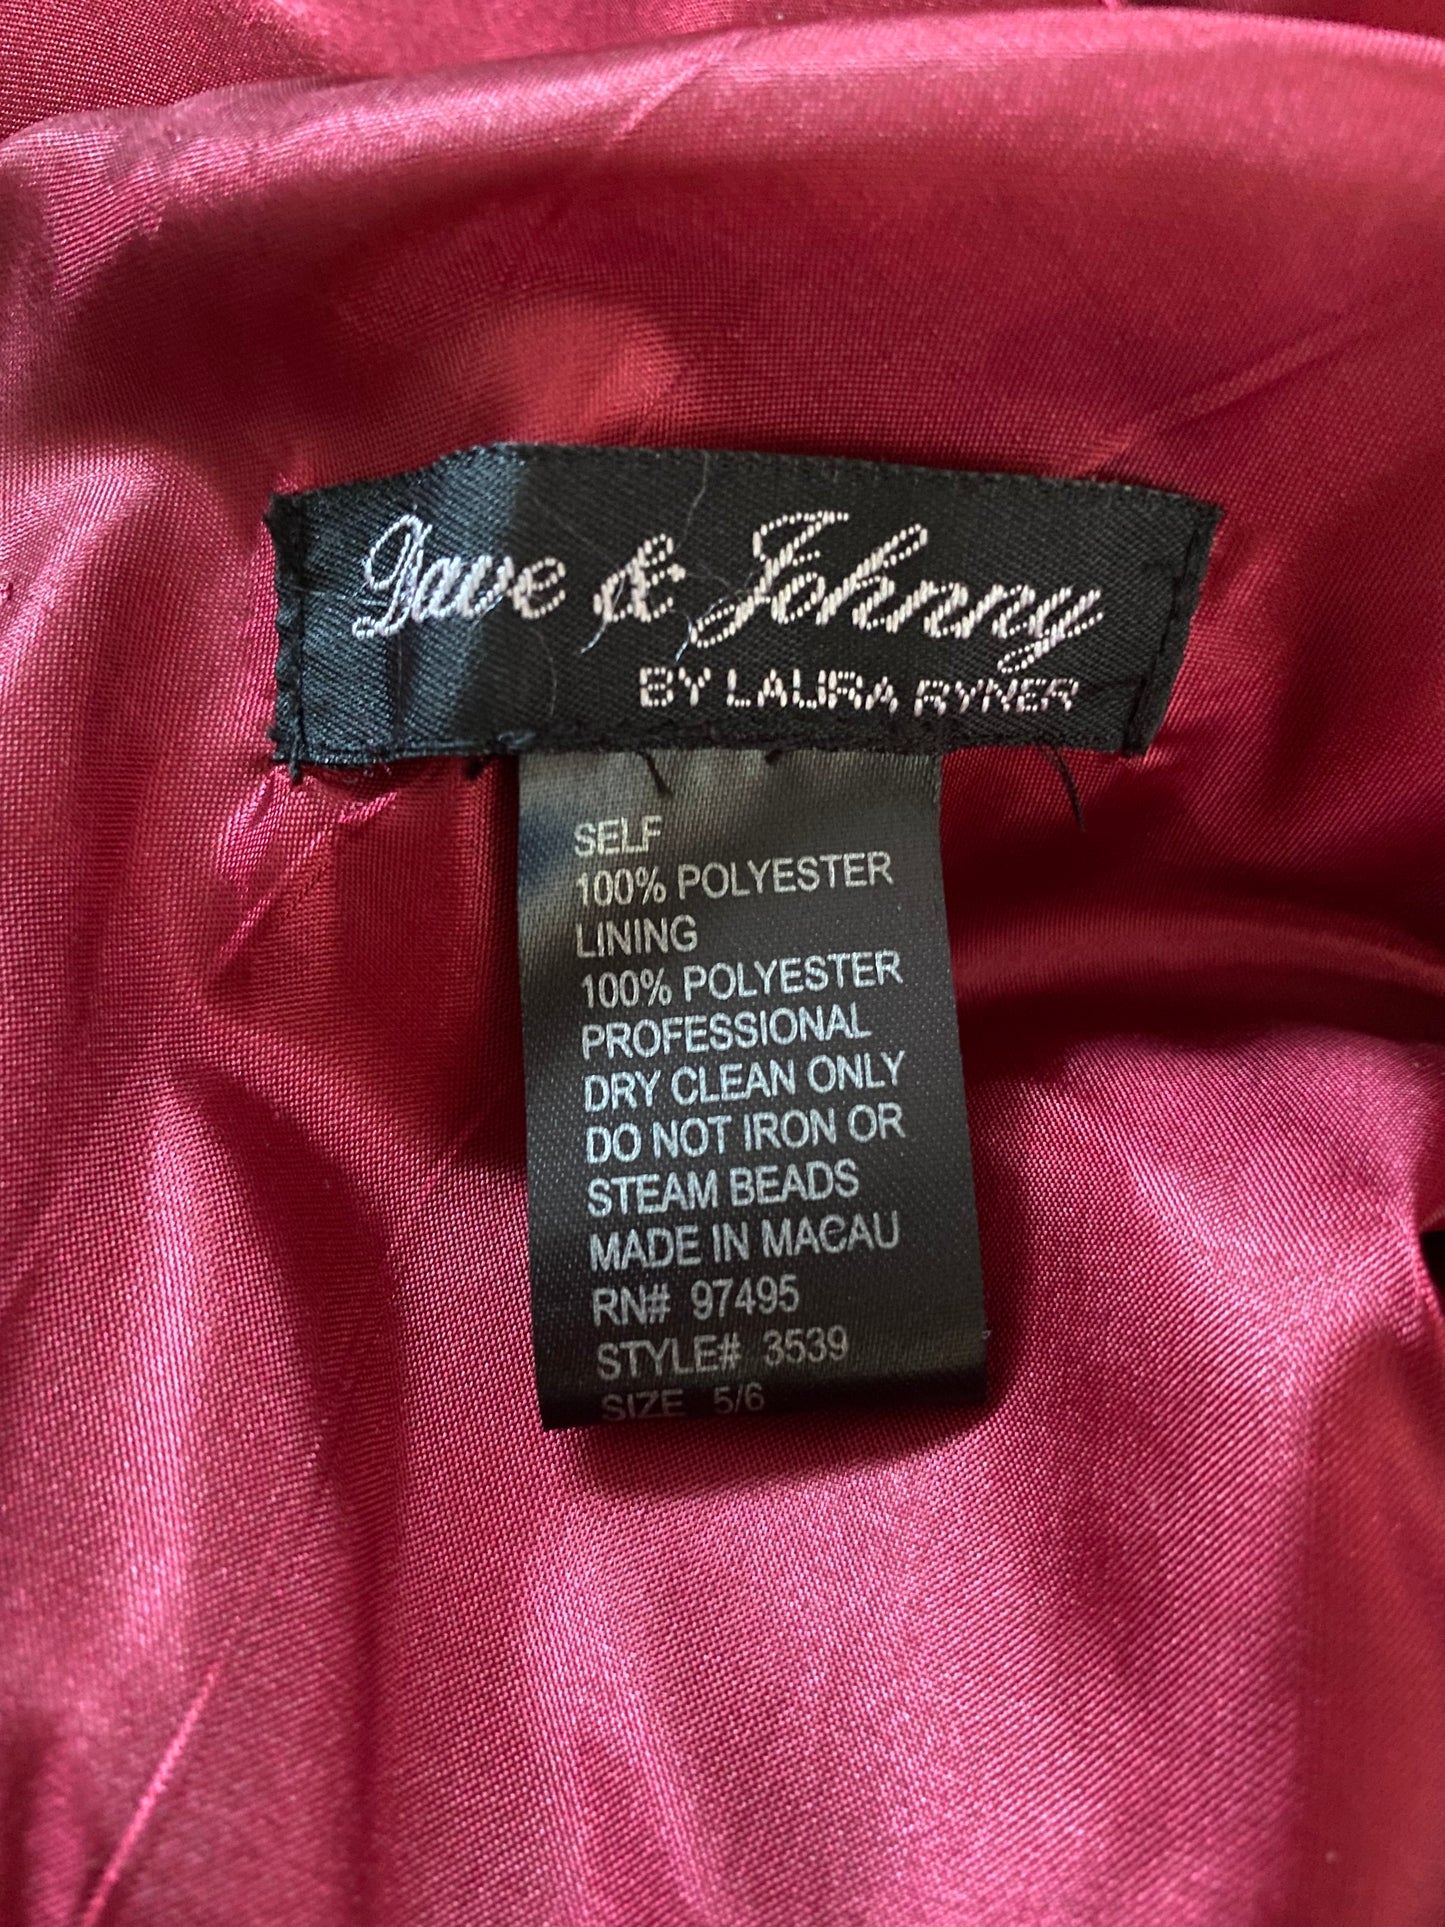 Dave & Johnny
BY LAURA RYNER
SELF
100% POLYESTER
LINING
100% POLYESTER
PROFESSIONAL
DRY CLEAN ONLY
DO NOT IRON OR
STEAM BEADS
MADE IN MACAU
RN# 97495
STYLE# 3539
SIZE 5/6